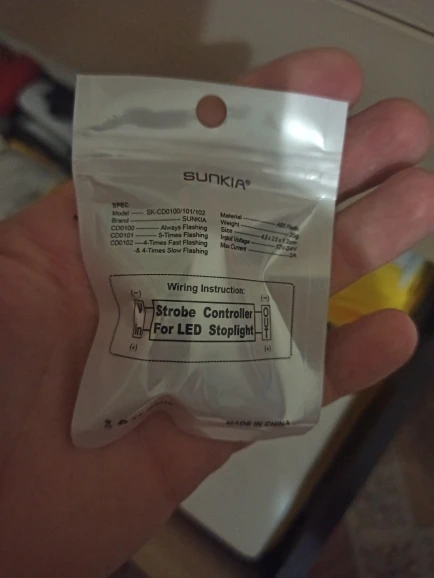 SUNKIA®
SPEC
Model —— SK-CD0100/101/102
Brand —— SUNKIA
CD0100 —— Always Flashing
CD0101 —— 5-Times Flashing
CD0102 —— 4-Times Fast Flashing
-& 4-Times Slow Flashing
Material ——
Weight ——
Size ——
Input Voltage ——
Max Current ——
Wiring Instruction:
(-) (-)
In Strobe Controller OUT
For LED Stoplight
(+) (+)
MADE IN CHINA